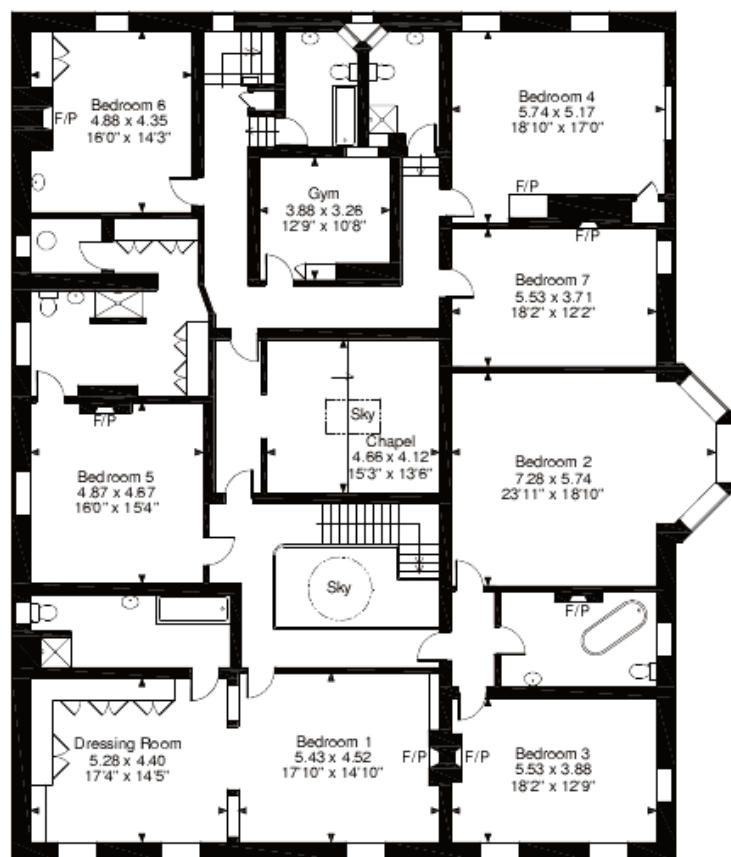 Bedroom 6
4.88 x 4.35
16'0" x 14'3"
F/P
Bedroom 4
5.74 x 5.17
18'10" x 17'0"
F/P
Gym
3.88 x 3.26
12'9" x 10'8"
F/P
Bedroom 7
5.53 x 3.71
18'2" x 12'2"
Sky
Chapel
4.66 x 4.12
15'3" x 13'6"
F/P
Bedroom 5
4.87 x 4.67
16'0" x 15'4"
Bedroom 2
7.28 x 5.74
23'11" x 18'10"
Sky
F/P
Dressing Room
5.28 x 4.40
17'4" x 14'5"
Bedroom 1
5.43 x 4.52
17'10" x 14'10"
F/P
F/P
Bedroom 3
5.53 x 3.88
18'2" x 12'9"